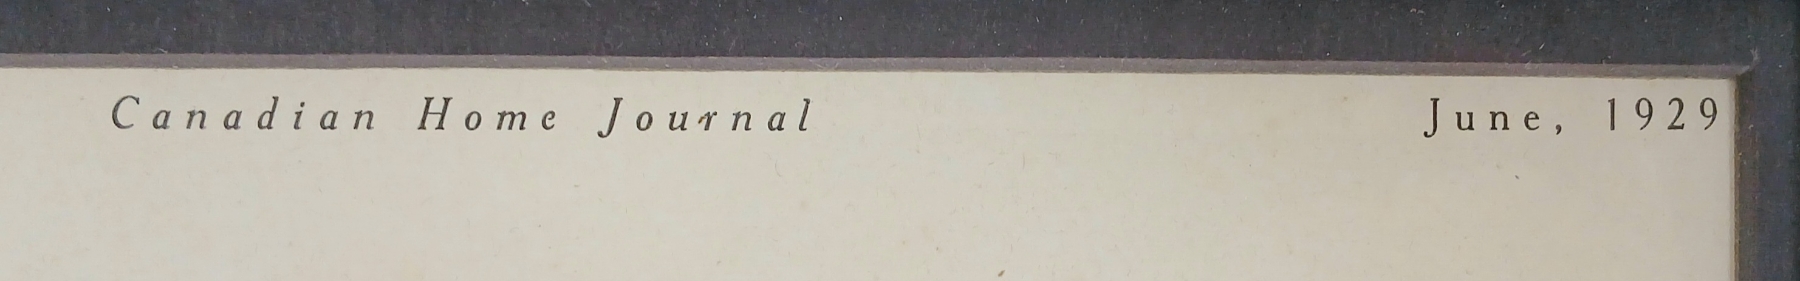 Canadian Home Journal June, 1929